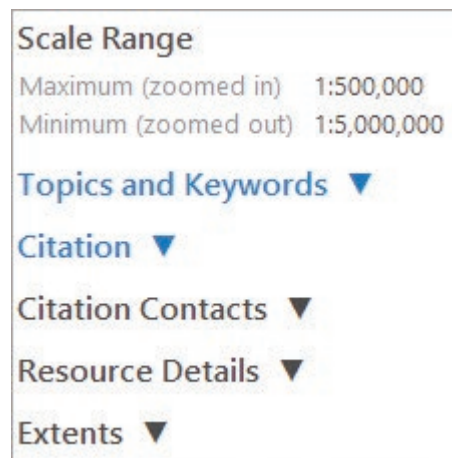 Scale Range
Maximum (zoomed in) 1:500,000
Minimum (zoomed out) 1:5,000,000
Topics and Keywords ▼
Citation ▼
Citation Contacts ▼
Resource Details ▼
Extents ▼